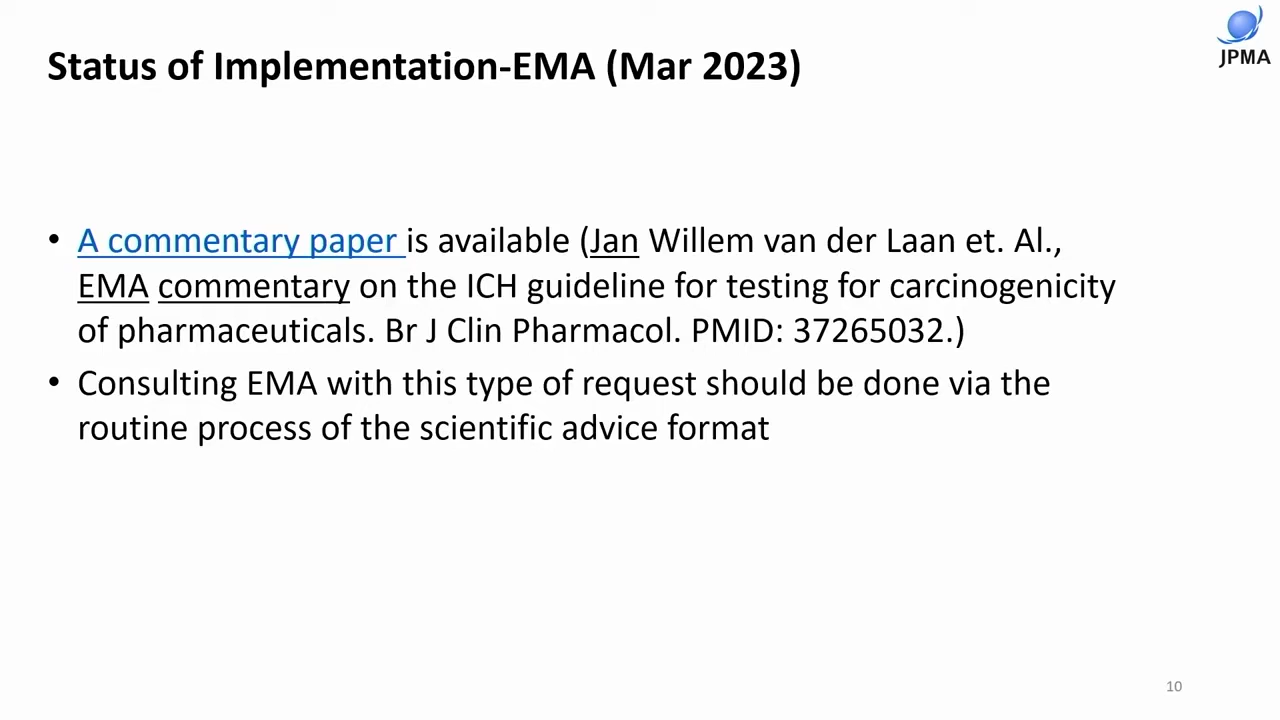 Status of Implementation-EMA (Mar 2023)
JPMA
• A commentary paper is available (Jan Willem van der Laan et. Al.,
EMA commentary on the ICH guideline for testing for carcinogenicity
of pharmaceuticals. Br J Clin Pharmacol. PMID: 37265032.)
• Consulting EMA with this type of request should be done via the
routine process of the scientific advice format
10